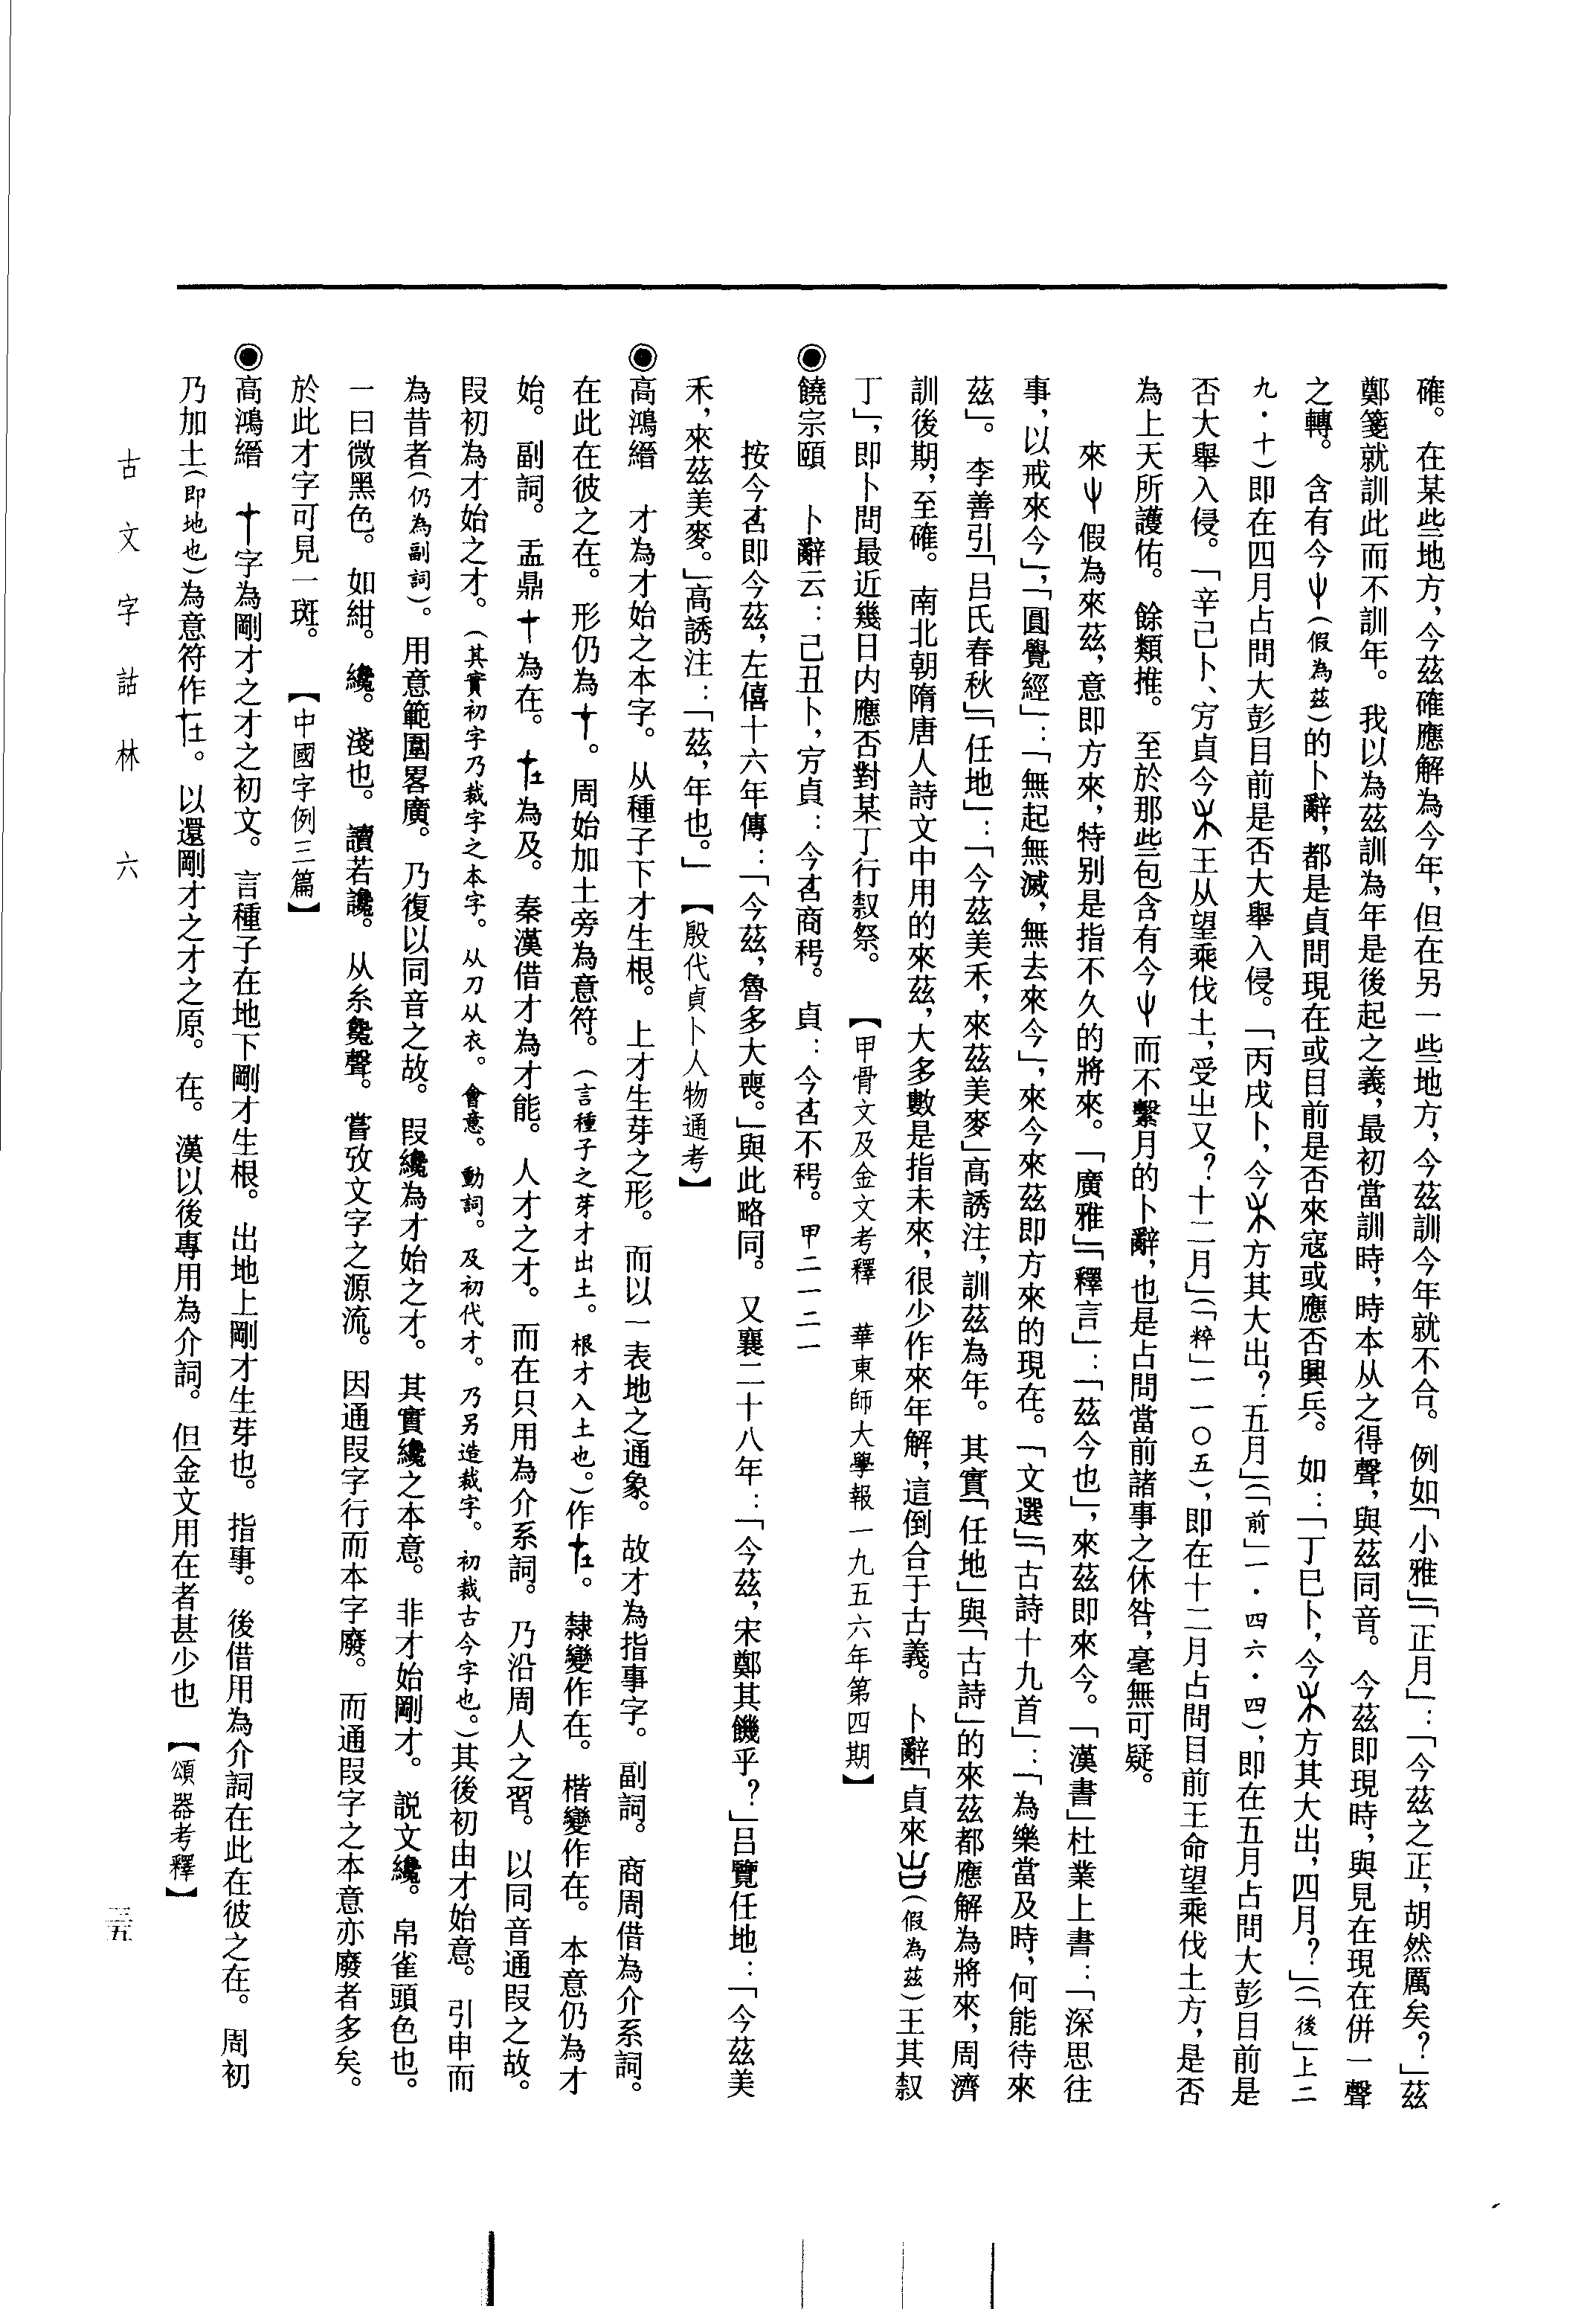 確。在某些地方，今茲確應解為今年，但在另一些地方，今茲訓今年就不合。例如「小雅」「正月」：「今茲之正，胡然厲矣？」茲
鄭箋就訓此而不訓年。我以為茲訓為年是後起之義，最初當訓時，時本从之得聲，與茲同音。今茲即現時，與見在現在併一聲
之轉。含有今（假為茲）的卜辭，都是貞問現在或目前是否來寇或應否興兵。如：「丁巳卜，今方其大出，四月？」（「後」上二
九·十）即在四月占問大彭目前是否大舉入侵。「丙戌卜，今方其大出？五月」（「前」一·四六·四），即在五月占問大彭目前是
否大舉入侵。「辛己卜、㝉貞今王从望乘伐土，受㞢又？十二月」（「粹」一一〇五），即在十二月占問目前王命望乘伐土方，是否
為上天所護佑。餘類推。至於那些包含有今而不繫月的卜辭，也是占問當前諸事之休咎，毫無可疑。
來假為來茲，意即方來，特別是指不久的將來。「廣雅」「釋言」：「茲今也」，來茲即來今。「漢書」杜業上書：「深思往
事，以戒來今」，「圓覺經」：「無起無滅，無去來今」，來今來茲即方來的現在。「文選」「古詩十九首」：「為樂當及時，何能待來
茲」。李善引「吕氏春秋」「任地」：「今茲美禾，來茲美麥」高誘注，訓茲為年。其實「任地」與「古詩」的來茲都應解為將來，周濟
訓後期，至確。南北朝隋唐人詩文中用的來茲，大多數是指未來，很少作來年解，這倒合于古義。卜辭「貞來（假為茲）王其叙
丁」，即卜問最近幾日内應否對某丁行叙祭。【甲骨文及金文考釋　華東師大學報一九五六年第四期】
◉饒宗頤　卜辭云：己丑卜，㝉貞：今𢦏商稆。貞：今𢦏不稆。甲二一二一
按今即今茲，左僖十六年傳：「今茲，魯多大喪。」與此略同。又襄二十八年：「今茲，宋鄭其饑乎？」吕覽任地：「今茲美
禾，來茲美麥。」高誘注：「茲，年也。」【殷代貞卜人物通考】
◉高鴻縉　才為才始之本字。从種子下才生根。上才生芽之形。而以一表地之通象。故才為指事字。副詞。商周借為介系詞。
在此在彼之在。形仍為。周始加土旁為意符。（言種子之芽才出土。根才入土也。）作。隸變作在。楷變作在。本意仍為才
始。副詞。盂鼎為在。為及。秦漢借才為才能。人才之才。而在只用為介系詞。乃沿周人之習。以同音通叚之故。
叚初為才始之才。（其實初字乃裁字之本字。从刀从衣。會意。動詞。及初代才。乃另造裁字。初裁古今字也。）其後初由才始意。引申而
為昔者（仍為副詞）。用意範圍畧廣。乃復以同音之故。叚纔為才始之才。其實纔之本意。非才始剛才。説文纔。帛雀頭色也。
一曰微黑色。如紺。纔。淺也。讀若讒。从糸毚聲。嘗攷文字之源流。因通叚字行而本字廢。而通叚字之本意亦廢者多矣。
於此才字可見一斑。【中國字例三篇】
◉高鴻縉　字為剛才之才之初文。言種子在地下剛才生根。出地上剛才生芽也。指事。後借用為介詞在此在彼之在。周初
乃加土（即地也）為意符作。以還剛才之才之原。在。漢以後專用為介詞。但金文用在者甚少也【頌器考釋】
古文字詁林　六
三五